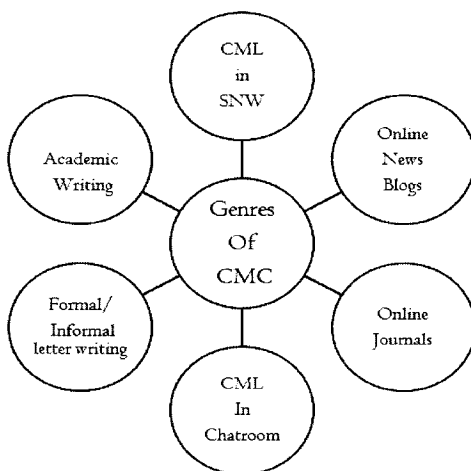 CML
in
SNW
Online
News
Blogs
Academic
Writing
Genres
Of
CMC
Formal/
Informal
letter writing
Online
Journals
CML
In
Chatroom